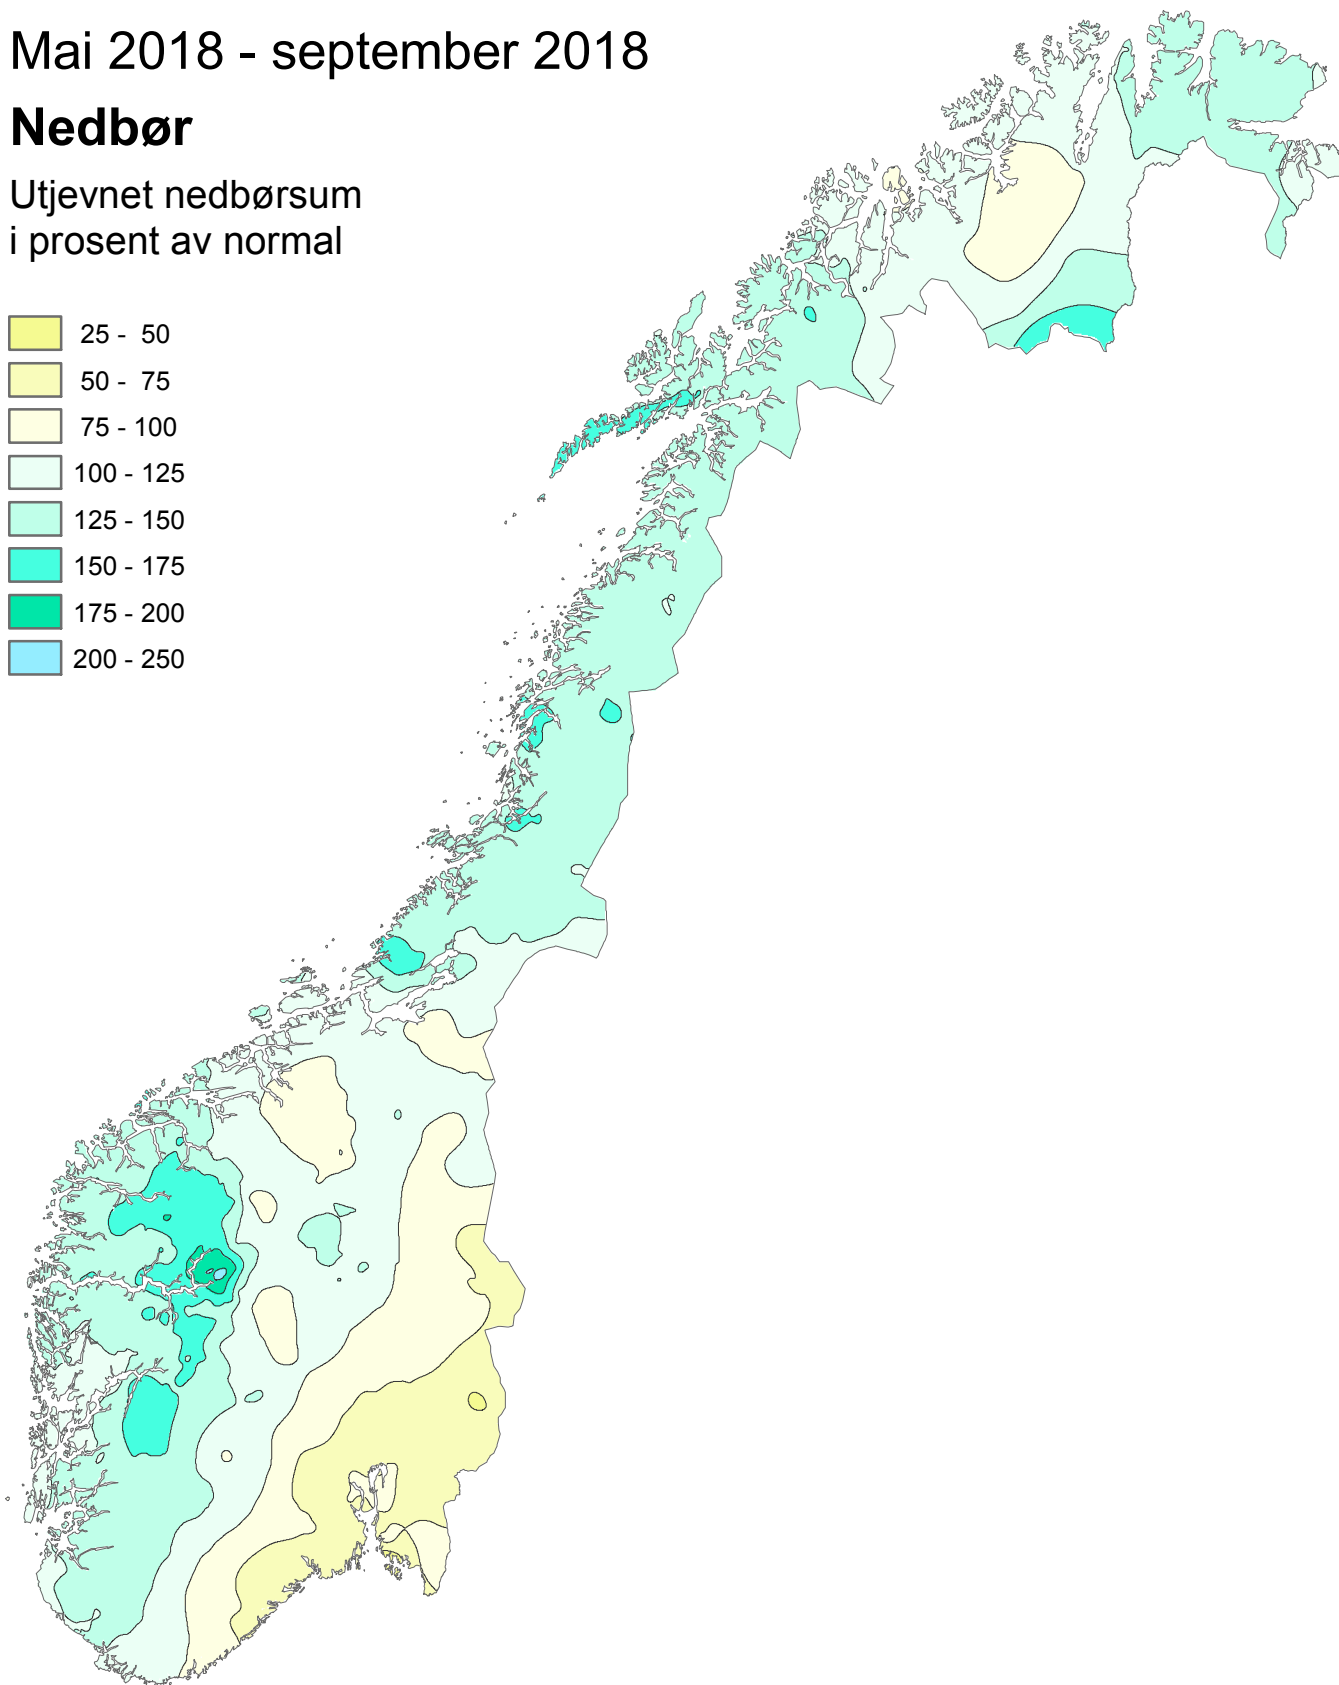 Mai 2018 - september 2018
Nedbør
Utjevnet nedbørsum
i prosent av normal
25 - 50
50 - 75
75 - 100
100 - 125
125 - 150
150 - 175
175 - 200
200 - 250